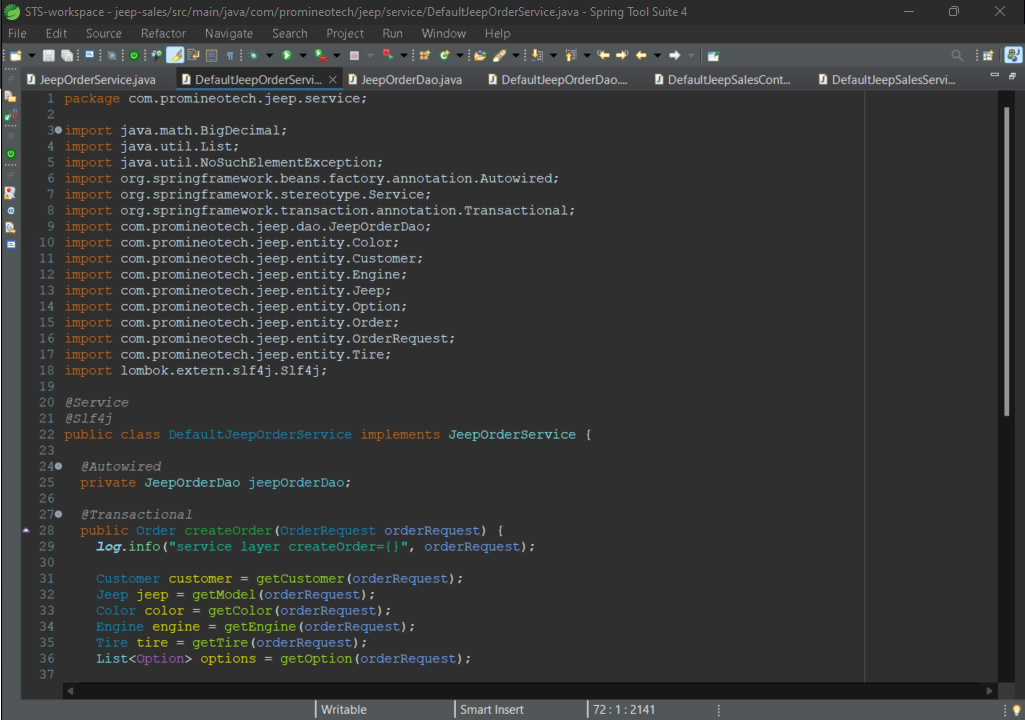 STS-workspace - jeep-sales/src/main/java/com/promineotech/jeep/service/DefaultJeepOrderService.java - Spring Tool Suite 4
File Edit Source Refactor Navigate Search Project Run Window Help
JeepOrderService.java DefaultJeepOrderServi... JeepOrderDao.java DefaultJeepOrderDao.... DefaultJeepSalesCont... DefaultJeepSalesServi...
1 package com.promineotech.jeep.service;
2
3 import java.math.BigDecimal;
4 import java.util.List;
5 import java.util.NoSuchElementException;
6 import org.springframework.beans.factory.annotation.Autowired;
7 import org.springframework.stereotype.Service;
8 import org.springframework.transaction.annotation.Transactional;
9 import com.promineotech.jeep.dao.JeepOrderDao;
10 import com.promineotech.jeep.entity.Color;
11 import com.promineotech.jeep.entity.Customer;
12 import com.promineotech.jeep.entity.Engine;
13 import com.promineotech.jeep.entity.Jeep;
14 import com.promineotech.jeep.entity.Option;
15 import com.promineotech.jeep.entity.Order;
16 import com.promineotech.jeep.entity.OrderRequest;
17 import com.promineotech.jeep.entity.Tire;
18 import lombok.extern.slf4j.Slf4j;
19
20 @Service
21 @Slf4j
22 public class DefaultJeepOrderService implements JeepOrderService {
23
24 @Autowired
25 private JeepOrderDao jeepOrderDao;
26
27 @Transactional
28 public Order createOrder(OrderRequest orderRequest) {
29 log.info("service layer createOrder={}", orderRequest);
30
31 Customer customer = getCustomer(orderRequest);
32 Jeep jeep = getModel(orderRequest);
33 Color color = getColor(orderRequest);
34 Engine engine = getEngine(orderRequest);
35 Tire tire = getTire(orderRequest);
36 List<Option> options = getOption(orderRequest);
37
Writable Smart Insert 72 : 1 : 2141